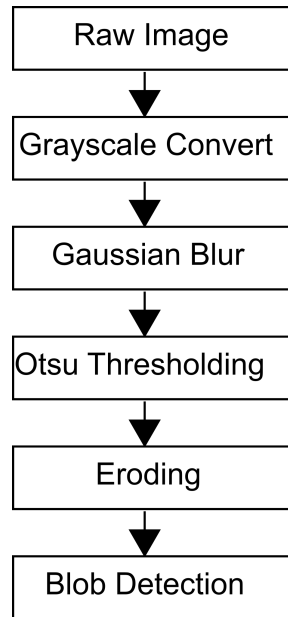 Raw Image
Grayscale Convert
Gaussian Blur
Otsu Thresholding
Eroding
Blob Detection